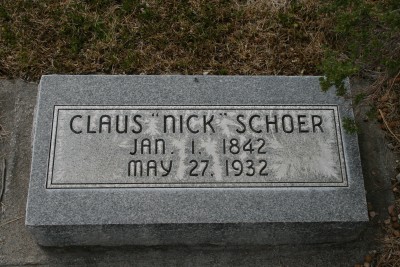 CLAUS "NICK" SCHOER
JAN. 1. 1842
MAY 27. 1932